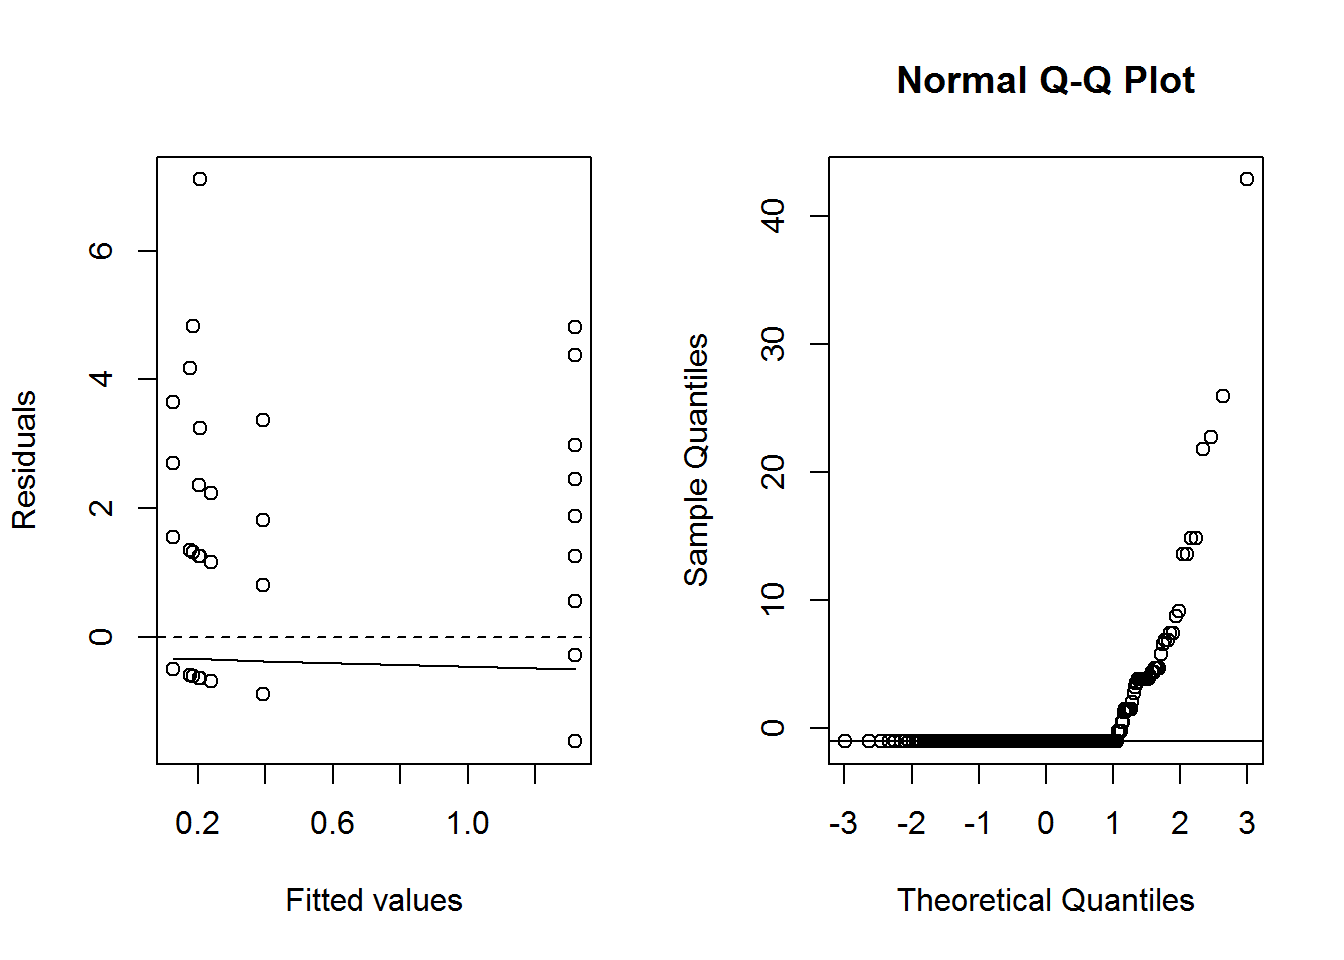 Residuals
0
2
4
6
0.2 0.6 1.0
Fitted values
Normal Q-Q Plot
Sample Quantiles
0
10
20
30
40
-3 -2 -1 0 1 2 3
Theoretical Quantiles